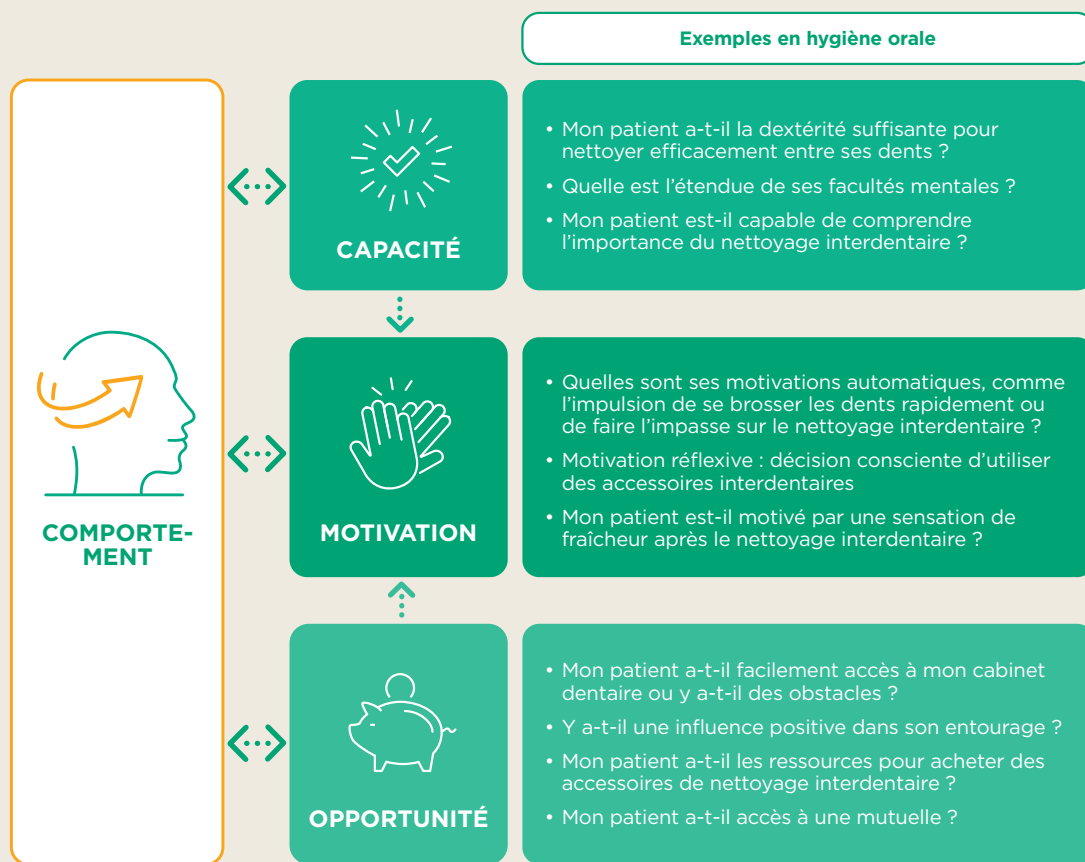 Exemples en hygiène orale
COMPORTE-
MENT
CAPACITÉ
• Mon patient a-t-il la dextérité suffisante pour
nettoyer efficacement entre ses dents ?
• Quelle est l’étendue de ses facultés mentales ?
• Mon patient est-il capable de comprendre
l’importance du nettoyage interdentaire ?
MOTIVATION
• Quelles sont ses motivations automatiques, comme
l’impulsion de se brosser les dents rapidement ou
de faire l’impasse sur le nettoyage interdentaire ?
• Motivation réflexive : décision consciente d’utiliser
des accessoires interdentaires
• Mon patient est-il motivé par une sensation de
fraîcheur après le nettoyage interdentaire ?
OPPORTUNITÉ
• Mon patient a-t-il facilement accès à mon cabinet
dentaire ou y a-t-il des obstacles ?
• Y a-t-il une influence positive dans son entourage ?
• Mon patient a-t-il les ressources pour acheter des
accessoires de nettoyage interdentaire ?
• Mon patient a-t-il accès à une mutuelle ?